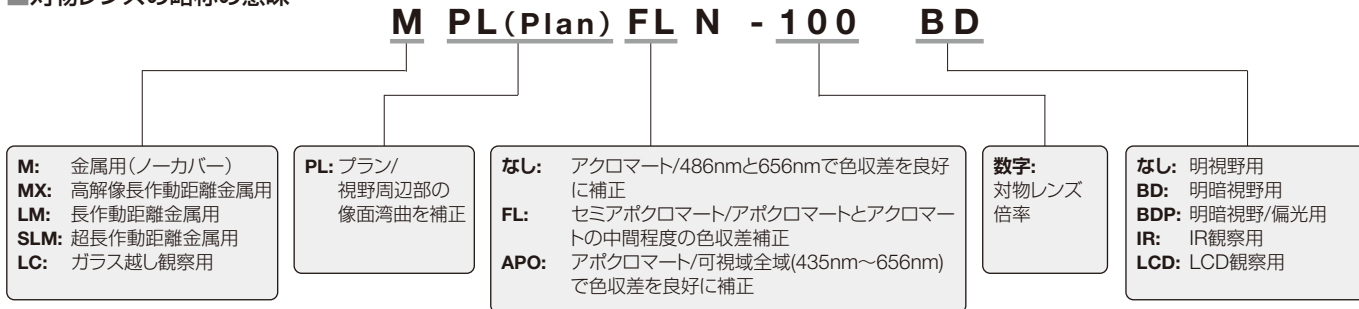 ■対物レンズの略称の意味
M PL(Plan) FL N - 100 BD
M: 金属用(ノーカバー)
MX: 高解像長作動距離金属用
LM: 長作動距離金属用
SLM: 超長作動距離金属用
LC: ガラス越し観察用
PL: プラン/
視野周辺部の
像面湾曲を補正
なし: アクロマート/486nmと656nmで色収差を良好
に補正
FL: セミアポクロマート/アポクロマートとアクロマー
トの中間程度の色収差補正
APO: アポクロマート/可視域全域(435nm～656nm)
で色収差を良好に補正
数字:
対物レンズ
倍率
なし: 明視野用
BD: 明暗視野用
BDP: 明暗視野/偏光用
IR: IR観察用
LCD: LCD観察用